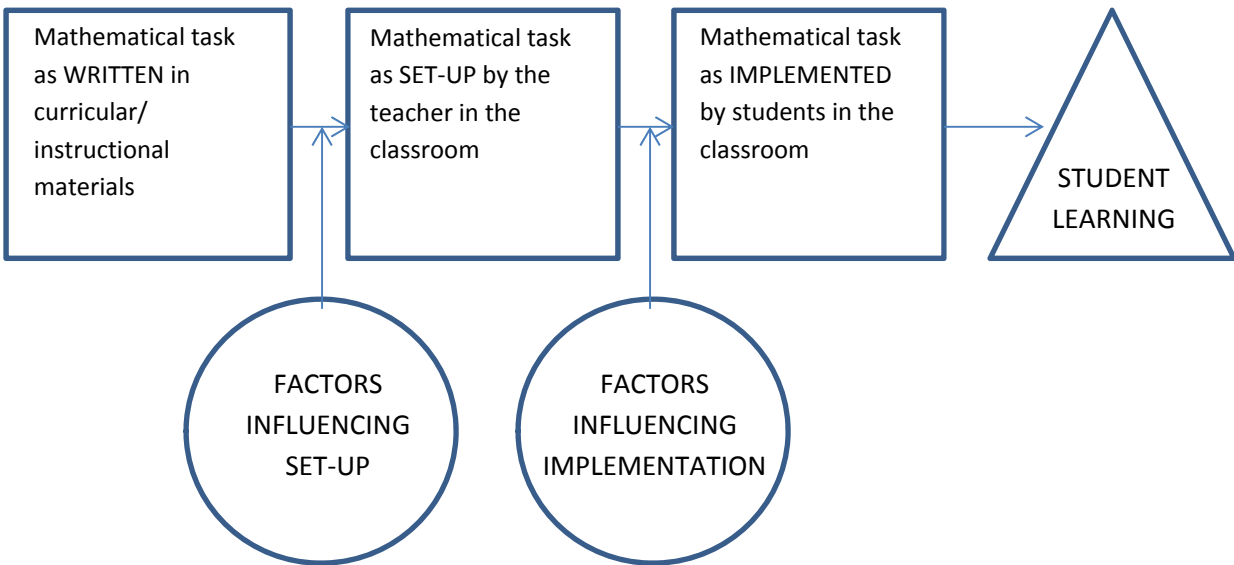 Mathematical task
as WRITTEN in
curricular/
instructional
materials
Mathematical task
as SET-UP by the
teacher in the
classroom
Mathematical task
as IMPLEMENTED
by students in the
classroom
STUDENT
LEARNING
FACTORS
INFLUENCING
SET-UP
FACTORS
INFLUENCING
IMPLEMENTATION